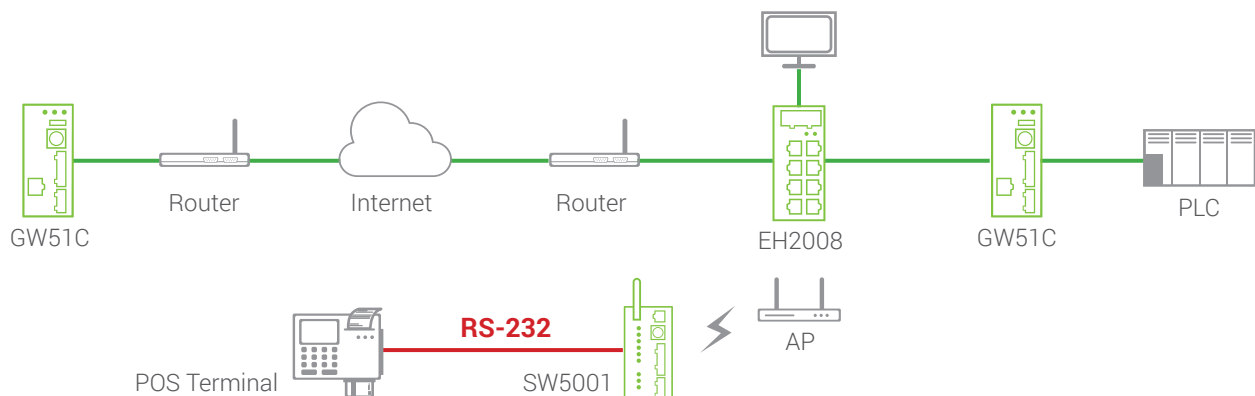 Router
Internet
Router
PLC
GW51C
EH2008
GW51C
RS-232
AP
POS Terminal
SW5001